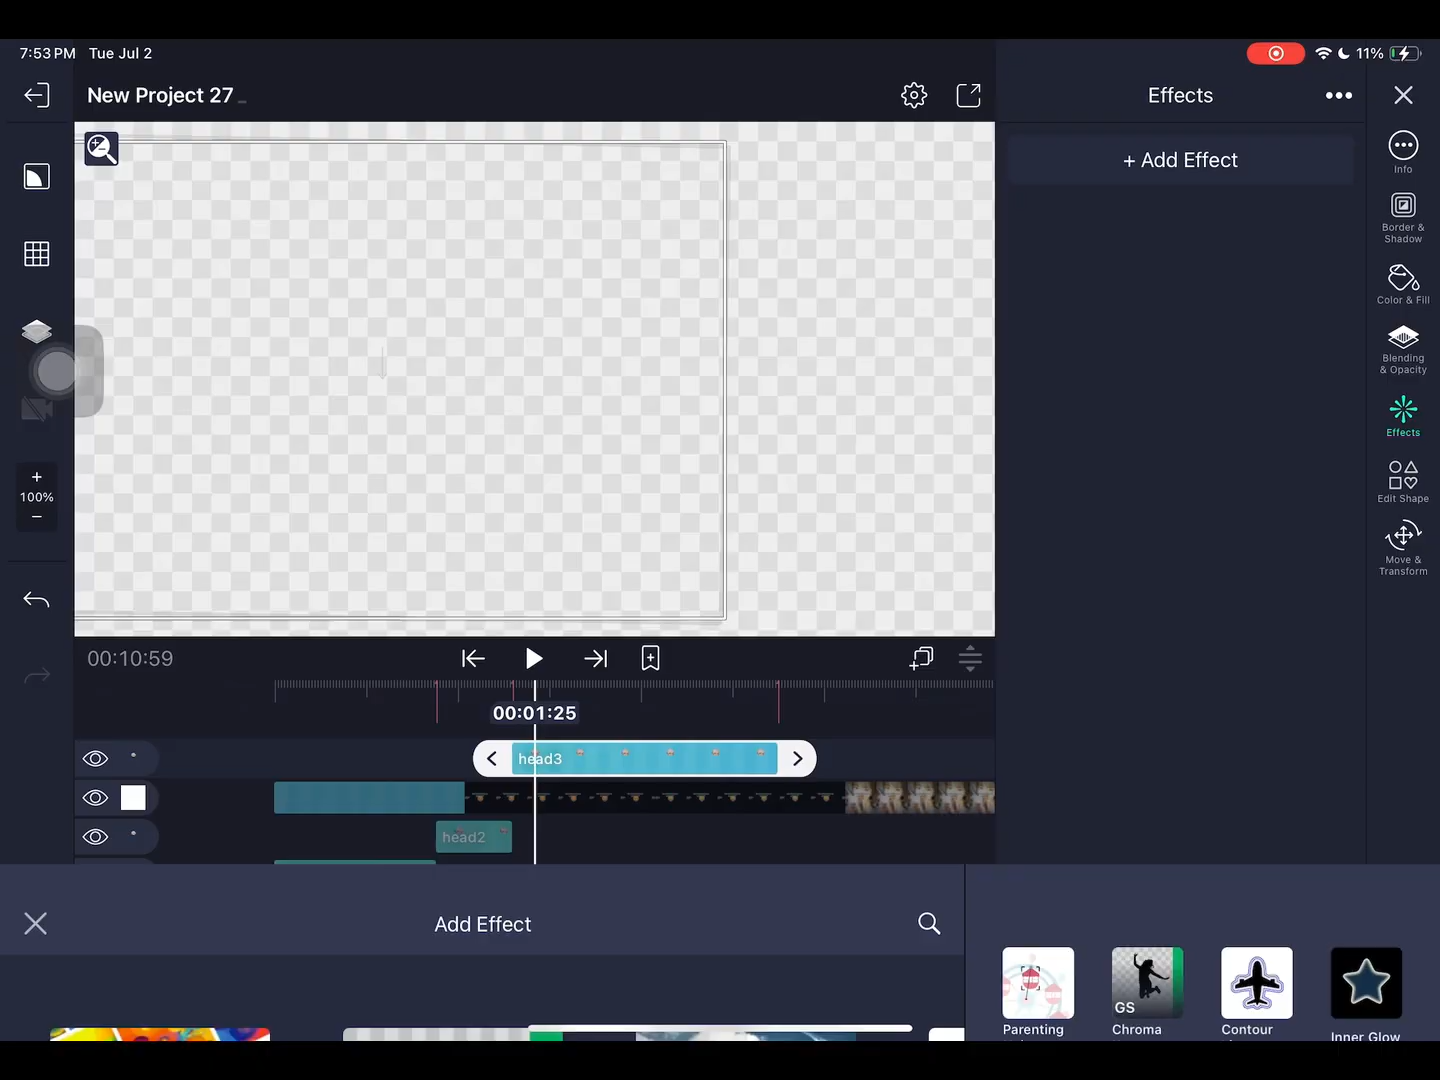 7:53PM Tue Jul 2
11%
New Project 27
Effects
+ Add Effect
Info
Border &
Shadow
Color & Fill
Blending
& Opacity
Effects
Edit Shape
Move &
Transform
+
100%
−
00:10:59
00:01:25
head3
head2
Add Effect
GS
Parenting
Chroma
Contour
Inner Glow